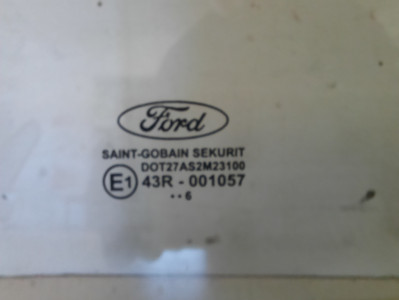 Ford
SAINT-GOBAIN SEKURIT
DOT27AS2M23100
E1 43R - 001057
··6